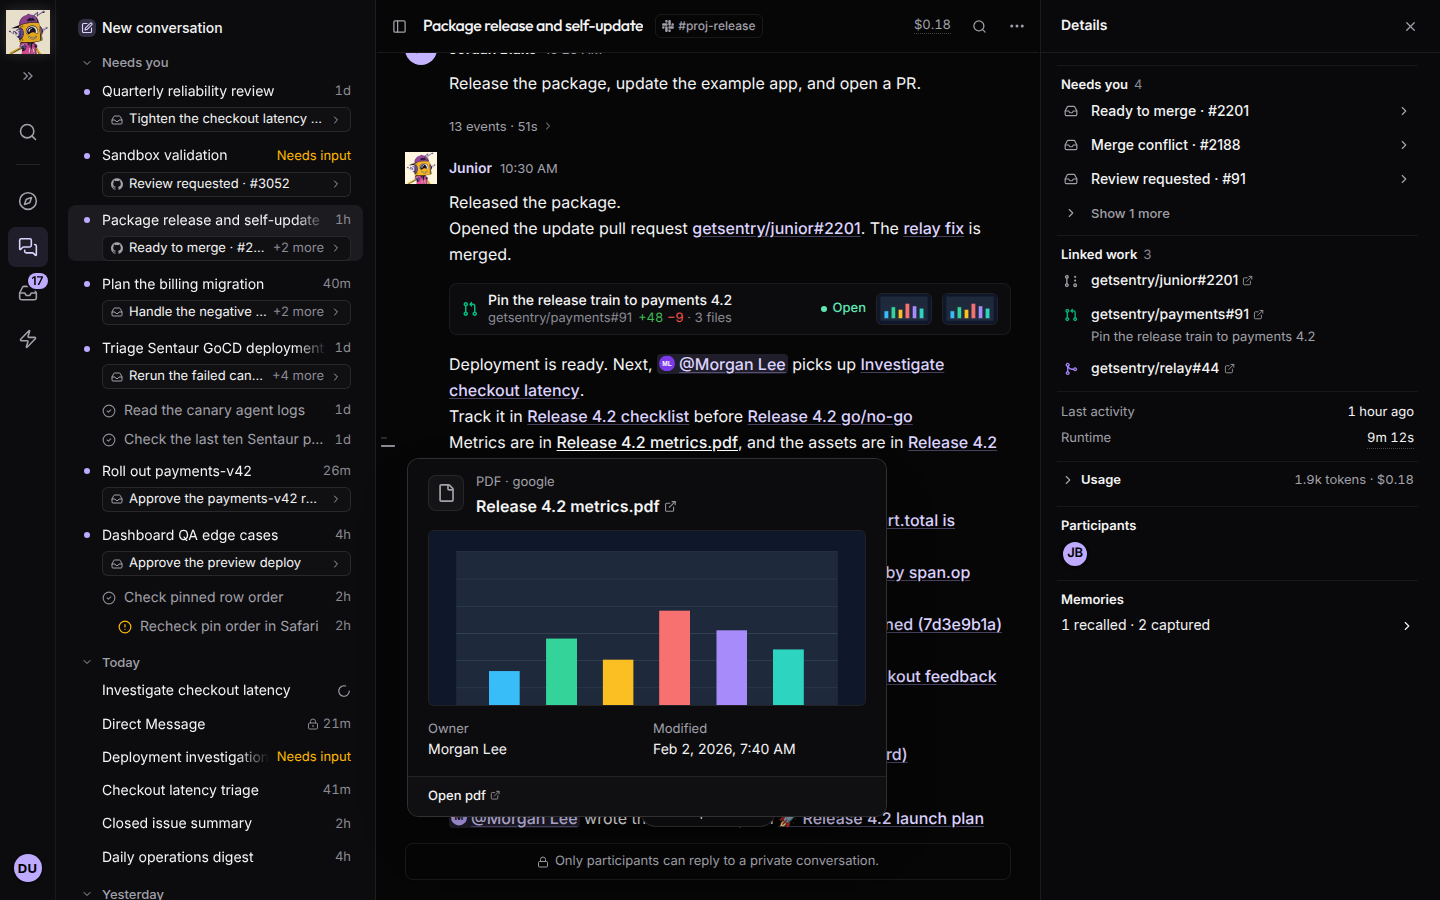 New conversation
Needs you
Quarterly reliability review 1d
Tighten the checkout latency ...
Sandbox validation Needs input
Review requested · #3052
Package release and self-update 1h
Ready to merge · #2... +2 more
Plan the billing migration 40m
Handle the negative ... +2 more
Triage Sentaur GoCD deployment 1d
Rerun the failed can... +4 more
Read the canary agent logs 1d
Check the last ten Sentaur p... 1d
Roll out payments-v42 26m
Approve the payments-v42 r...
Dashboard QA edge cases 4h
Approve the preview deploy
Check pinned row order 2h
Recheck pin order in Safari 2h
Today
Investigate checkout latency
Direct Message 21m
Deployment investigation Needs input
Checkout latency triage 41m
Closed issue summary 2h
Daily operations digest 4h
Yesterday
17
DU
Package release and self-update #proj-release $0.18
Release the package, update the example app, and open a PR.
13 events · 51s
Junior 10:30 AM
Released the package.
Opened the update pull request getsentry/junior#2201. The relay fix is
merged.
Pin the release train to payments 4.2
getsentry/payments#91 +48 −9 · 3 files
Open
Deployment is ready. Next, ML @Morgan Lee picks up Investigate
checkout latency.
Track it in Release 4.2 checklist before Release 4.2 go/no-go
Metrics are in Release 4.2 metrics.pdf, and the assets are in Release 4.2
PDF · google
Release 4.2 metrics.pdf
Owner Modified
Morgan Lee Feb 2, 2026, 7:40 AM
Open pdf
rt.total is
by span.op
ned (7d3e9b1a)
kout feedback
rd)
@Morgan Lee wrote 🚀 Release 4.2 launch plan
Only participants can reply to a private conversation.
Details
Needs you 4
Ready to merge · #2201
Merge conflict · #2188
Review requested · #91
Show 1 more
Linked work 3
getsentry/junior#2201
getsentry/payments#91
Pin the release train to payments 4.2
getsentry/relay#44
Last activity 1 hour ago
Runtime 9m 12s
Usage 1.9k tokens · $0.18
Participants
JB
Memories
1 recalled · 2 captured